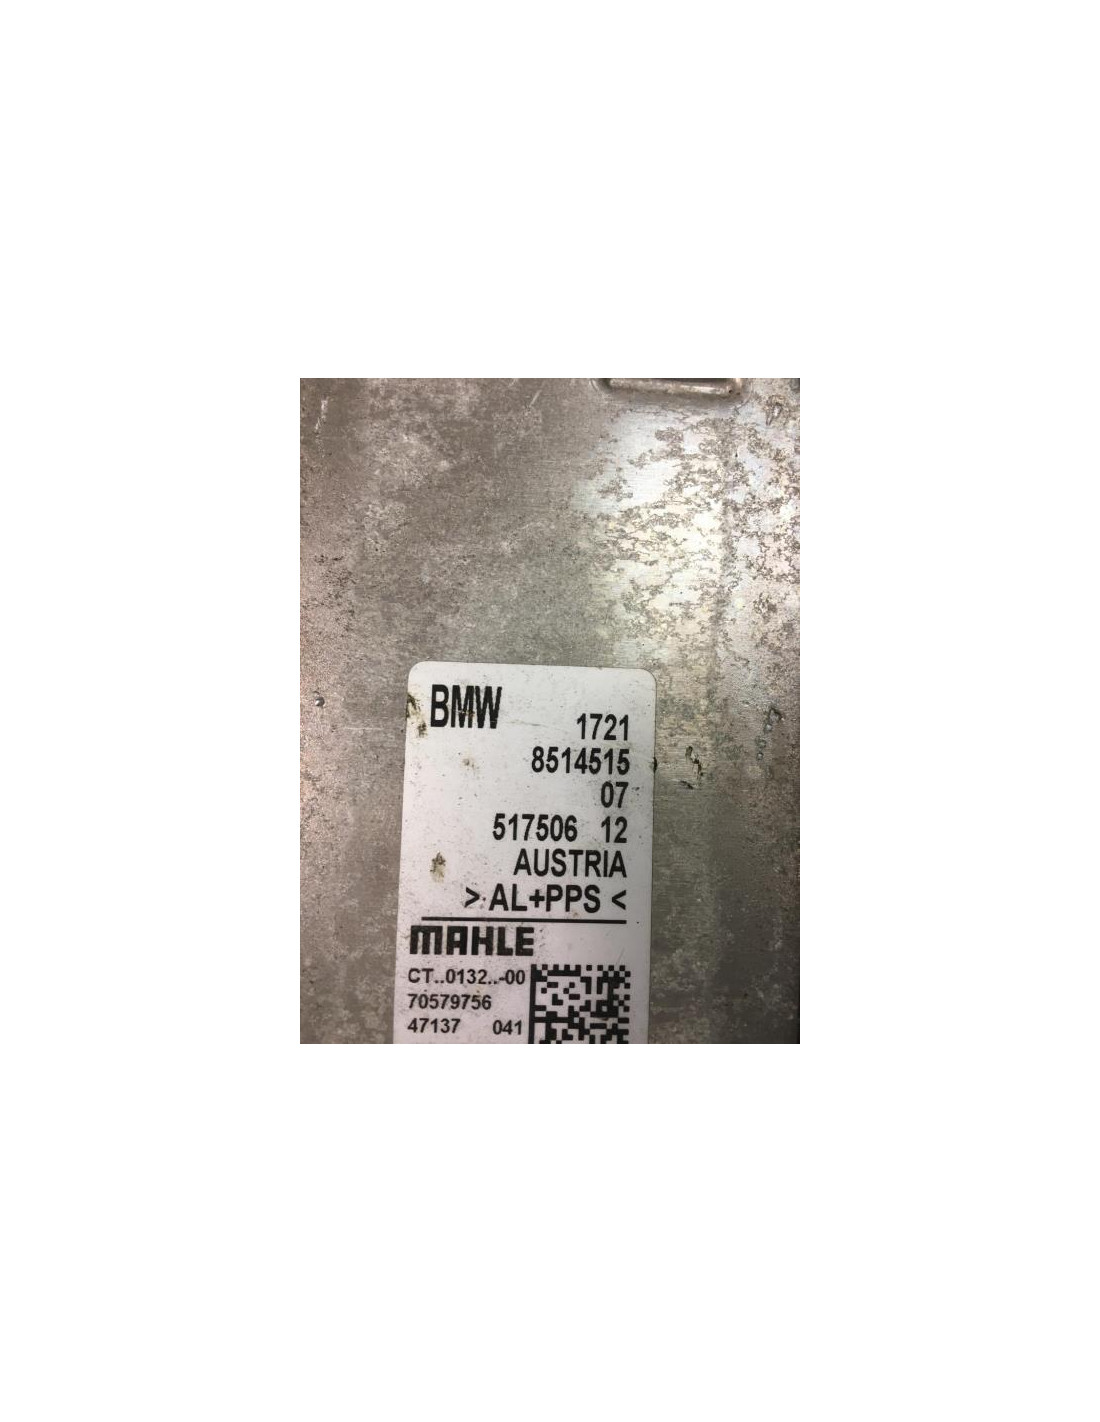 BMW
1721
8514515
07
517506 12
AUSTRIA
> AL+PPS <
MAHLE
CT..0132..-00
70579756
47137 041